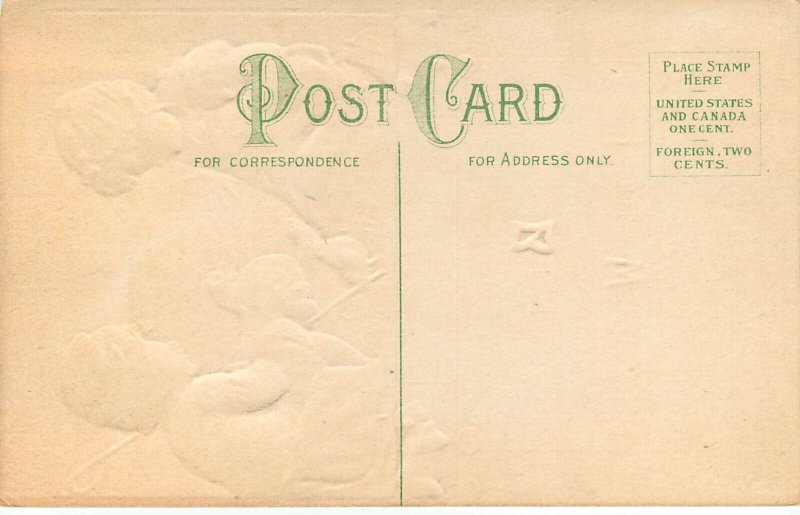 POST CARD
FOR CORRESPONDENCE
FOR ADDRESS ONLY.
PLACE STAMP
HERE
UNITED STATES
AND CANADA
ONE CENT.
FOREIGN, TWO
CENTS.